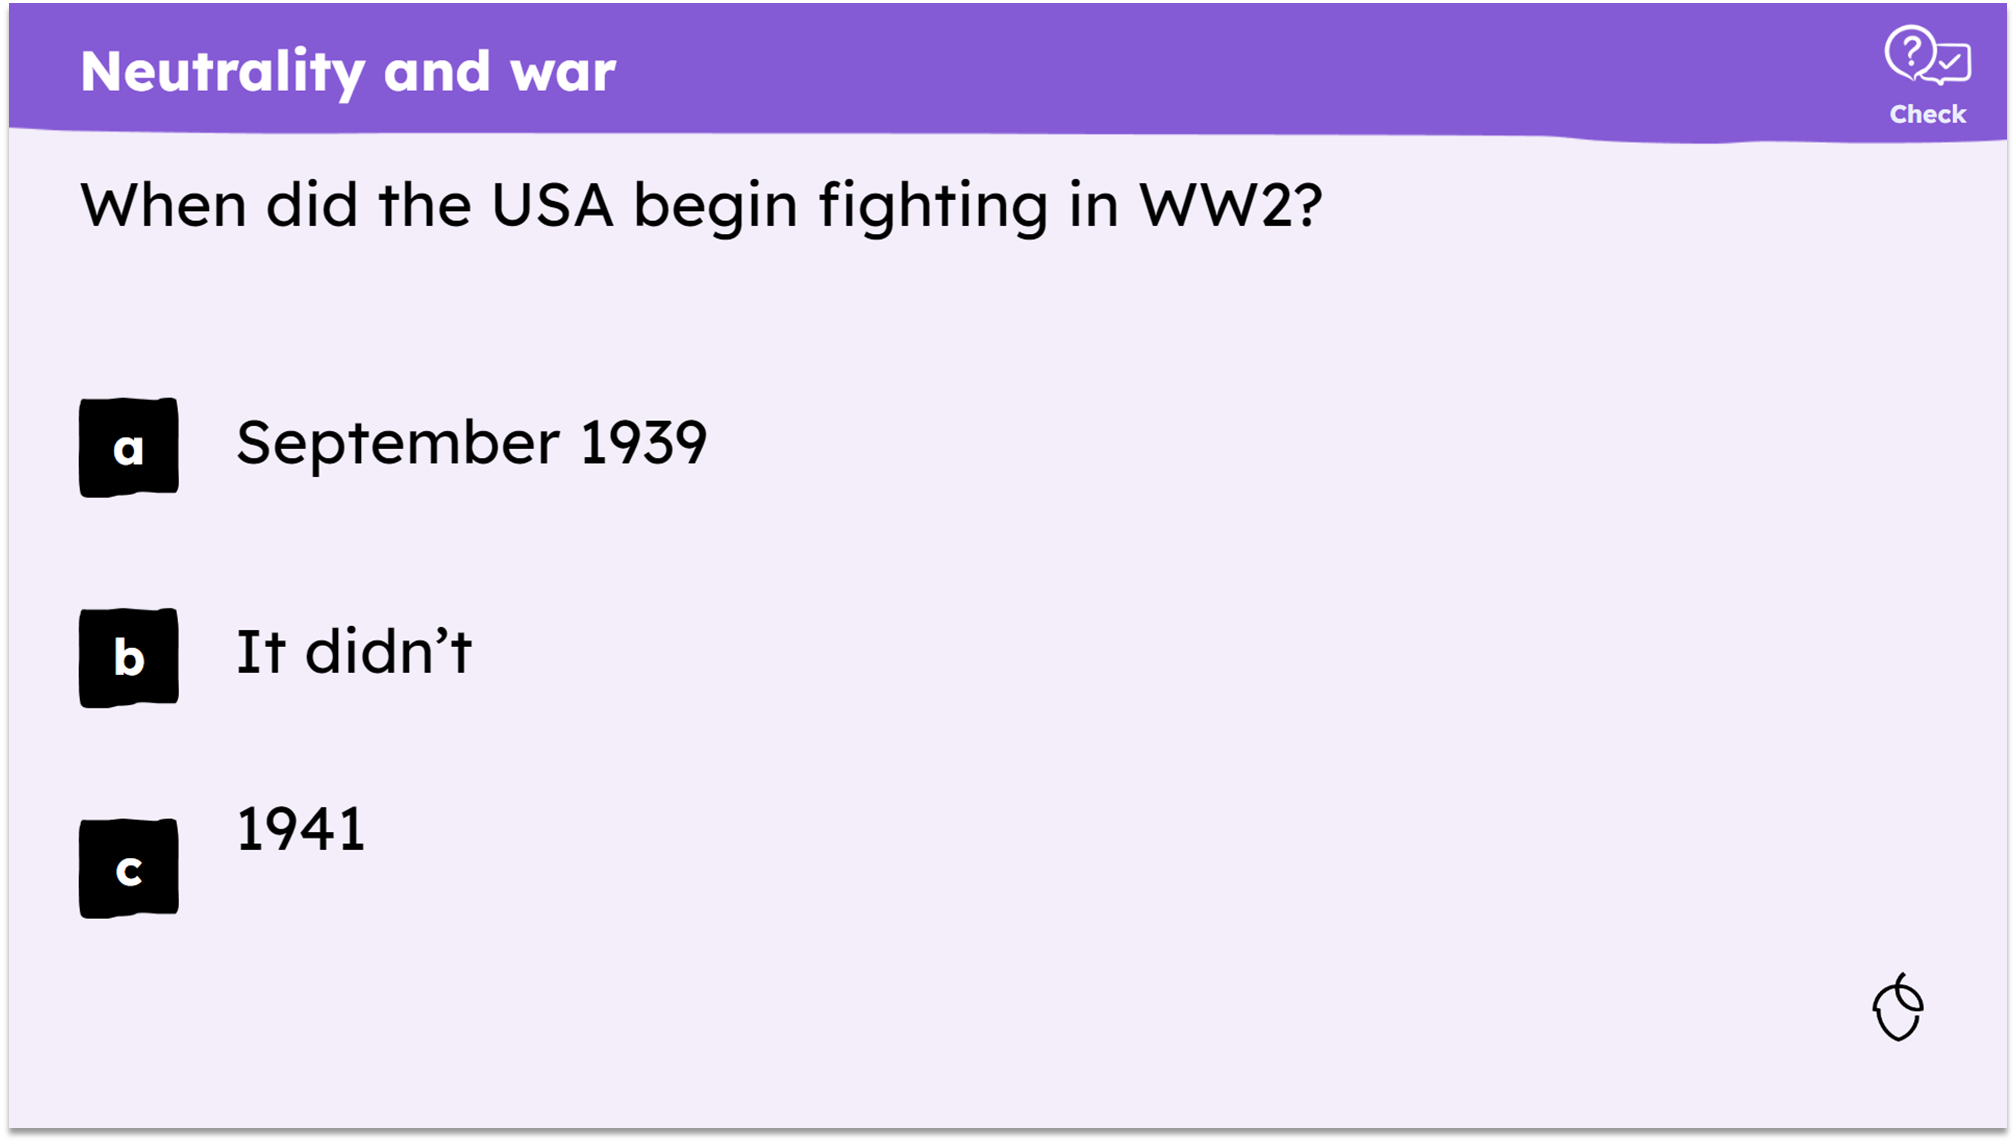 Neutrality and war
?
Check
When did the USA begin fighting in WW2?
a September 1939
b It didn’t
c 1941